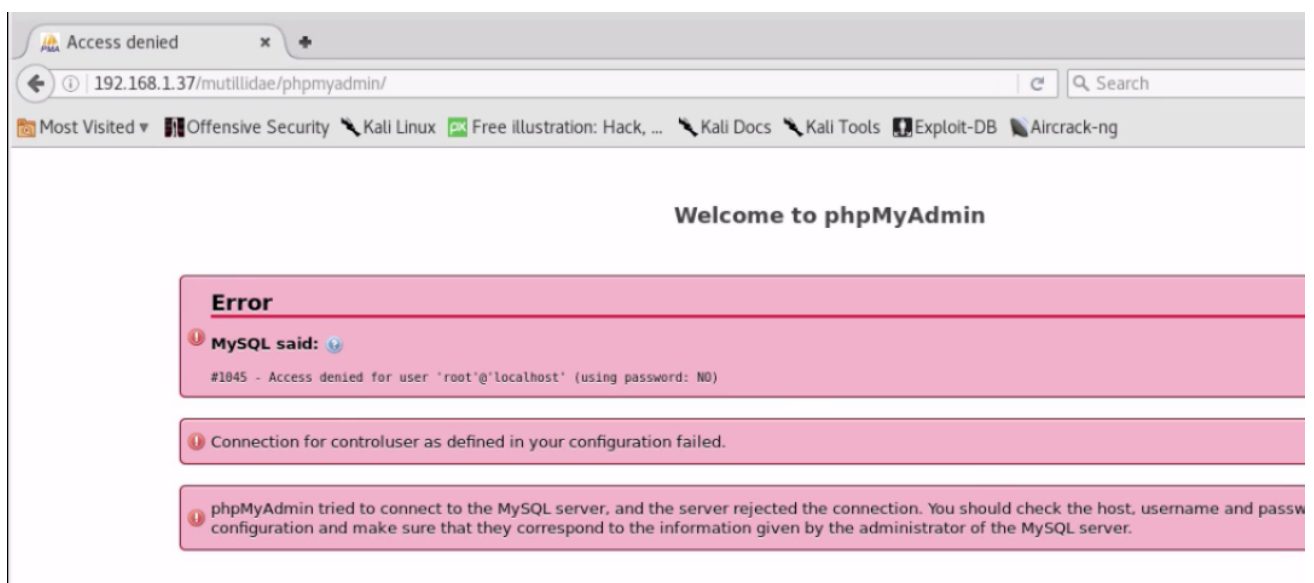 Access denied
192.168.1.37/mutillidae/phpmyadmin/
Search
Most Visited Offensive Security Kali Linux Free illustration: Hack, ... Kali Docs Kali Tools Exploit-DB Aircrack-ng
Welcome to phpMyAdmin
Error
MySQL said:
#1045 - Access denied for user 'root'@'localhost' (using password: NO)
Connection for controluser as defined in your configuration failed.
phpMyAdmin tried to connect to the MySQL server, and the server rejected the connection. You should check the host, username and passw
configuration and make sure that they correspond to the information given by the administrator of the MySQL server.